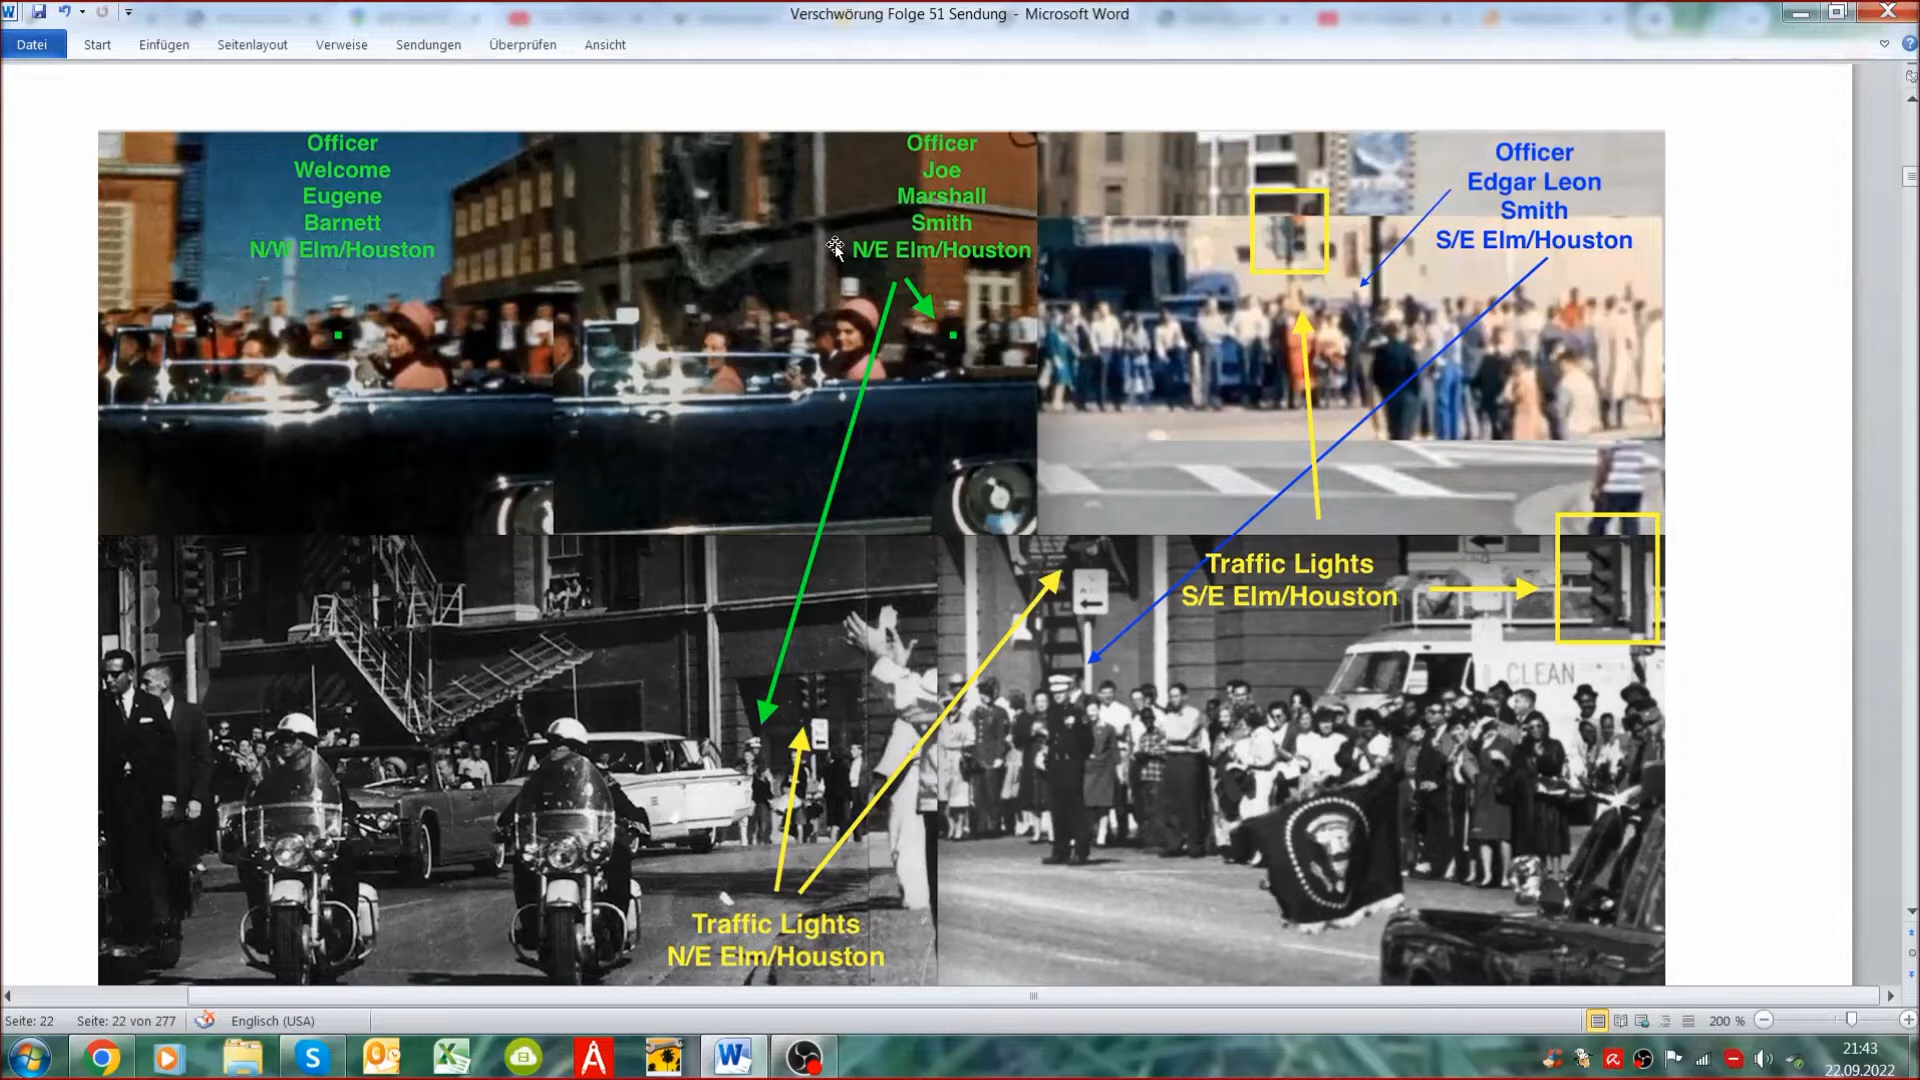 Verschwörung Folge 51 Sendung - Microsoft Word
Datei Start Einfügen Seitenlayout Verweise Sendungen Überprüfen Ansicht
Officer
Welcome
Eugene
Barnett
N/W Elm/Houston
Officer
Joe
Marshall
Smith
N/E Elm/Houston
Officer
Edgar Leon
Smith
S/E Elm/Houston
Traffic Lights
S/E Elm/Houston
CLEAN
Traffic Lights
N/E Elm/Houston
Seite: 22 Seite: 22 von 277 Englisch (USA) 200 %
21:43
22.09.2022